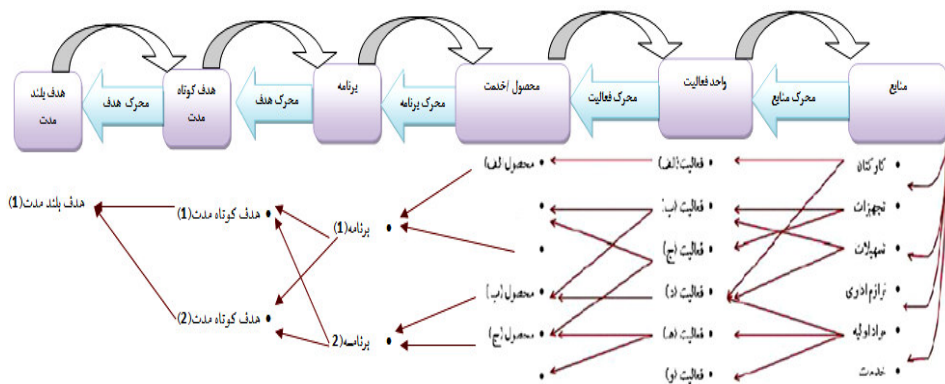 منابع
محرک منابع
واحد فعالیت
محرک فعالیت
محصول /خدمت
محرک برنامه
برنامه
محرک هدف
هدف کوتاه
مدت
محرک هدف
هدف بلند
مدت
• کارکنان
• تجهیزات
• تسهیلات
• لوازم اداری
• مواد اولیه
• خدمت
• فعالیت(الف)
• فعالیت (ب)
• فعالیت (ج)
• فعالیت (د)
• فعالیت (ه)
• فعالیت (و)
• محصول(لف)
• محصول (ب)
• محصول (ج)
• برنامه(1)
• برنامه(2)
• هدف کوتاه مدت(1)
• هدف کوتاه مدت(2)
هدف بلند مدت(1)